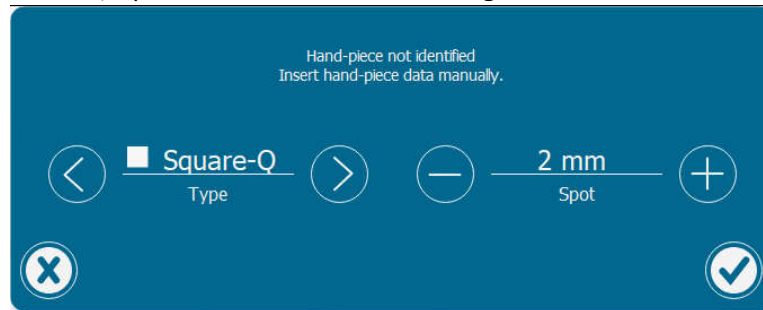 Hand-piece not identified
Insert hand-piece data manually.
Square-Q
2 mm
Type
Spot